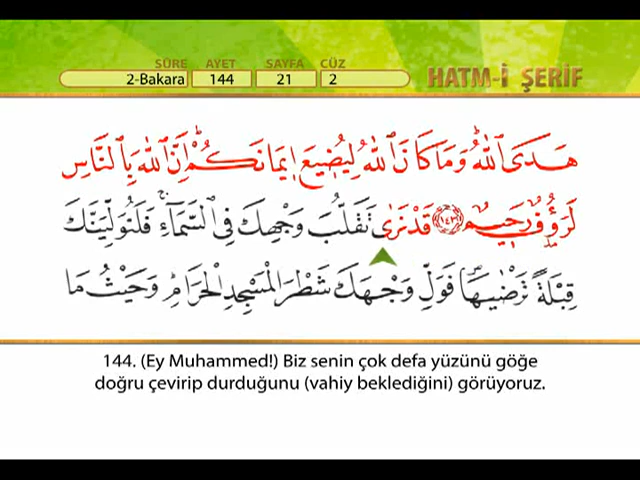 SÛRE AYET SAYFA CÜZ
2-Bakara 144 21 2
HATM-İ ŞERİF
هَدَى اللّٰهُ وَمَا كَانَ اللّٰهُ لِيُضٖيعَ اٖيمَانَكُمْ اِنَّ اللّٰهَ بِالنَّاسِ
لَرَؤُفٌ رَحٖيمٌ ﴿١٤٣﴾ قَدْ نَرٰى تَقَلُّبَ وَجْهِكَ فِى السَّمَاءِ فَلَنُوَلِّيَنَّكَ
قِبْلَةً تَرْضٰيهَا فَوَلِّ وَجْهَكَ شَطْرَ الْمَسْجِدِ الْحَرَامِ وَحَيْثُ مَا
144. (Ey Muhammed!) Biz senin çok defa yüzünü göğe
doğru çevirip durduğunu (vahiy beklediğini) görüyoruz.